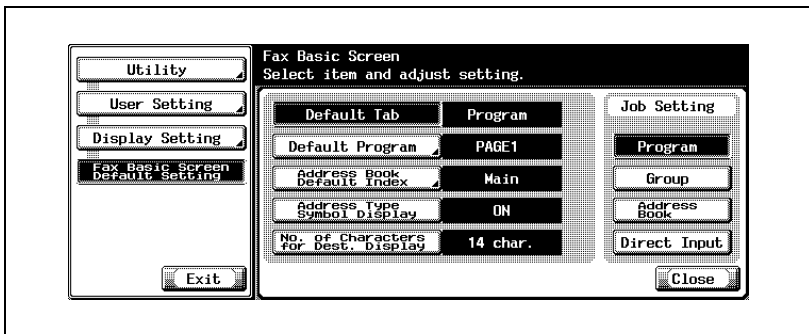 Fax Basic Screen
Select item and adjust setting.
Utility
User Setting
Display Setting
Fax Basic Screen
Default Setting
Exit
Default Tab
Program
Default Program
PAGE1
Address Book
Default Index
Main
Address Type
Symbol Display
ON
No. of Characters
for Dest. Display
14 char.
Job Setting
Program
Group
Address
Book
Direct Input
Close